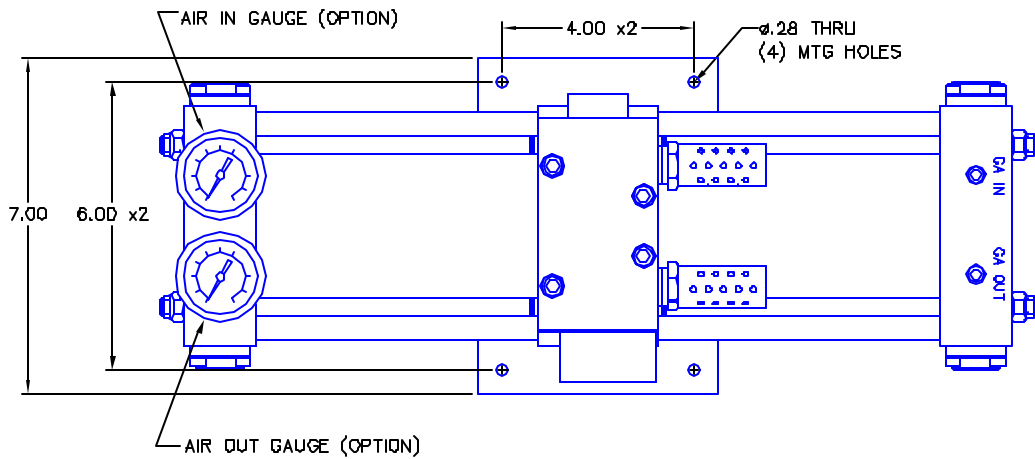 AIR IN GAUGE (OPTION)
4.00 x2
ø.28 THRU
(4) MTG HOLES
7.00
6.00 x2
GA IN
GA OUT
AIR OUT GAUGE (OPTION)